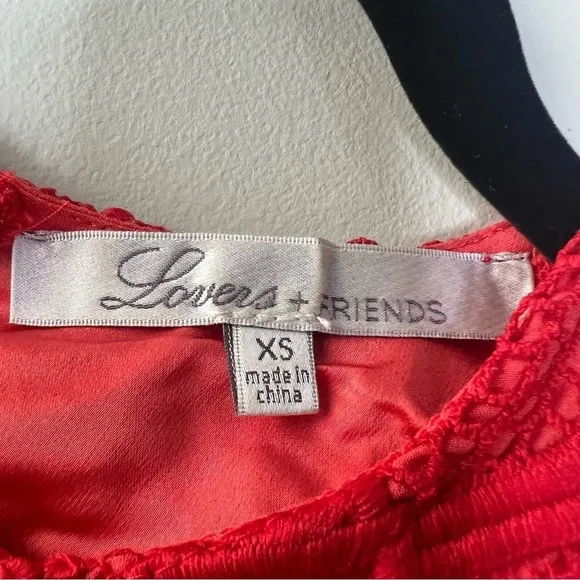 Lovers + FRIENDS
XS
made in
china